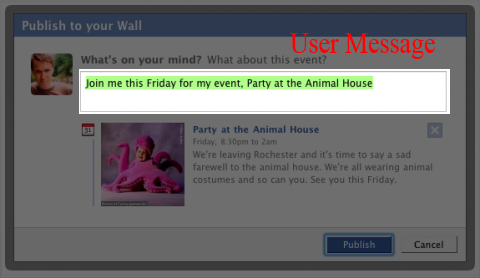 Publish to your Wall
User Message
What's on your mind? What about this event?
Join me this Friday for my event, Party at the Animal House
31
Party at the Animal House
Friday, 8:30pm to 2am
We're leaving Rochester and it's time to say a sad
farewell to the animal house. We're all wearing animal
costumes and so can you. See you this Friday.
Publish
Cancel